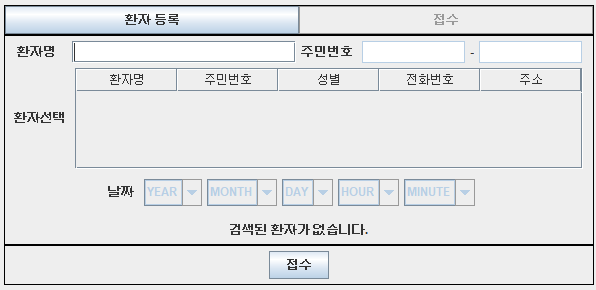 환자 등록 접수
환자명 주민번호 -
환자명 주민번호 성별 전화번호 주소
환자선택
날짜 YEAR MONTH DAY HOUR MINUTE
검색된 환자가 없습니다.
접수